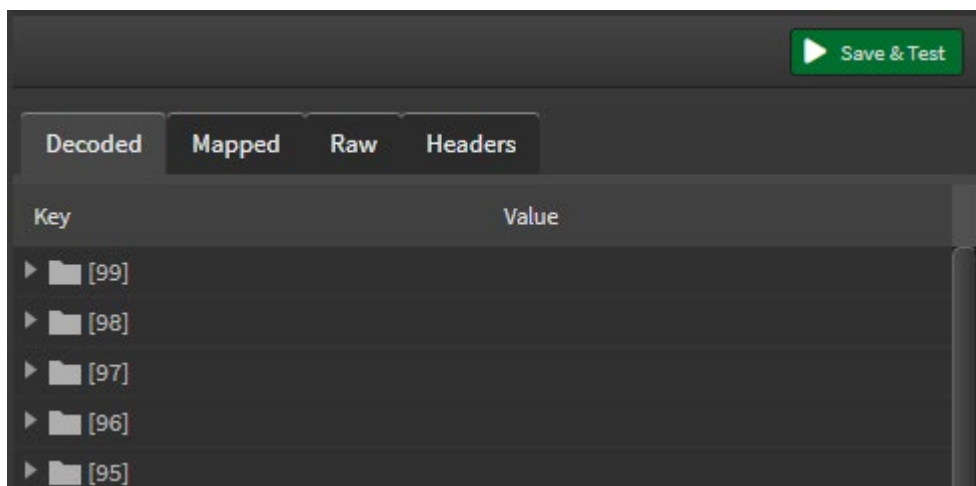 Save & Test
Decoded Mapped Raw Headers
Key Value
[99]
[98]
[97]
[96]
[95]